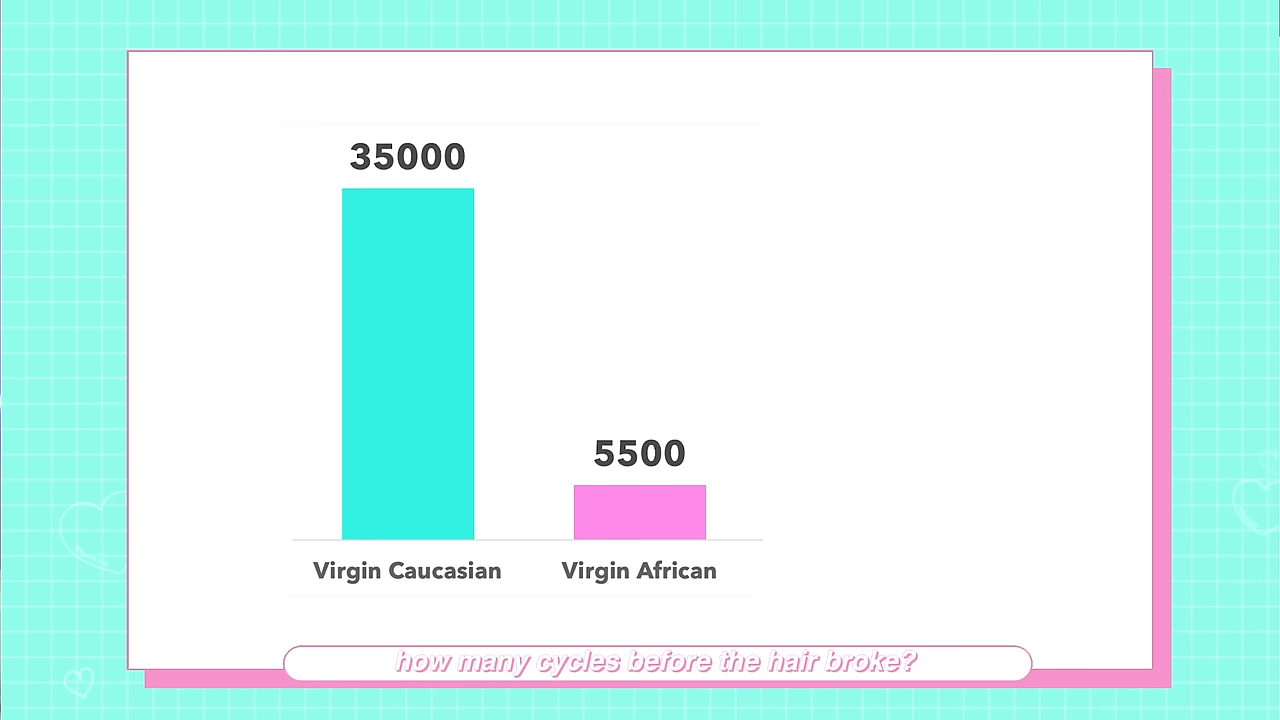 35000
5500
Virgin Caucasian
Virgin African
how many cycles before the hair broke?